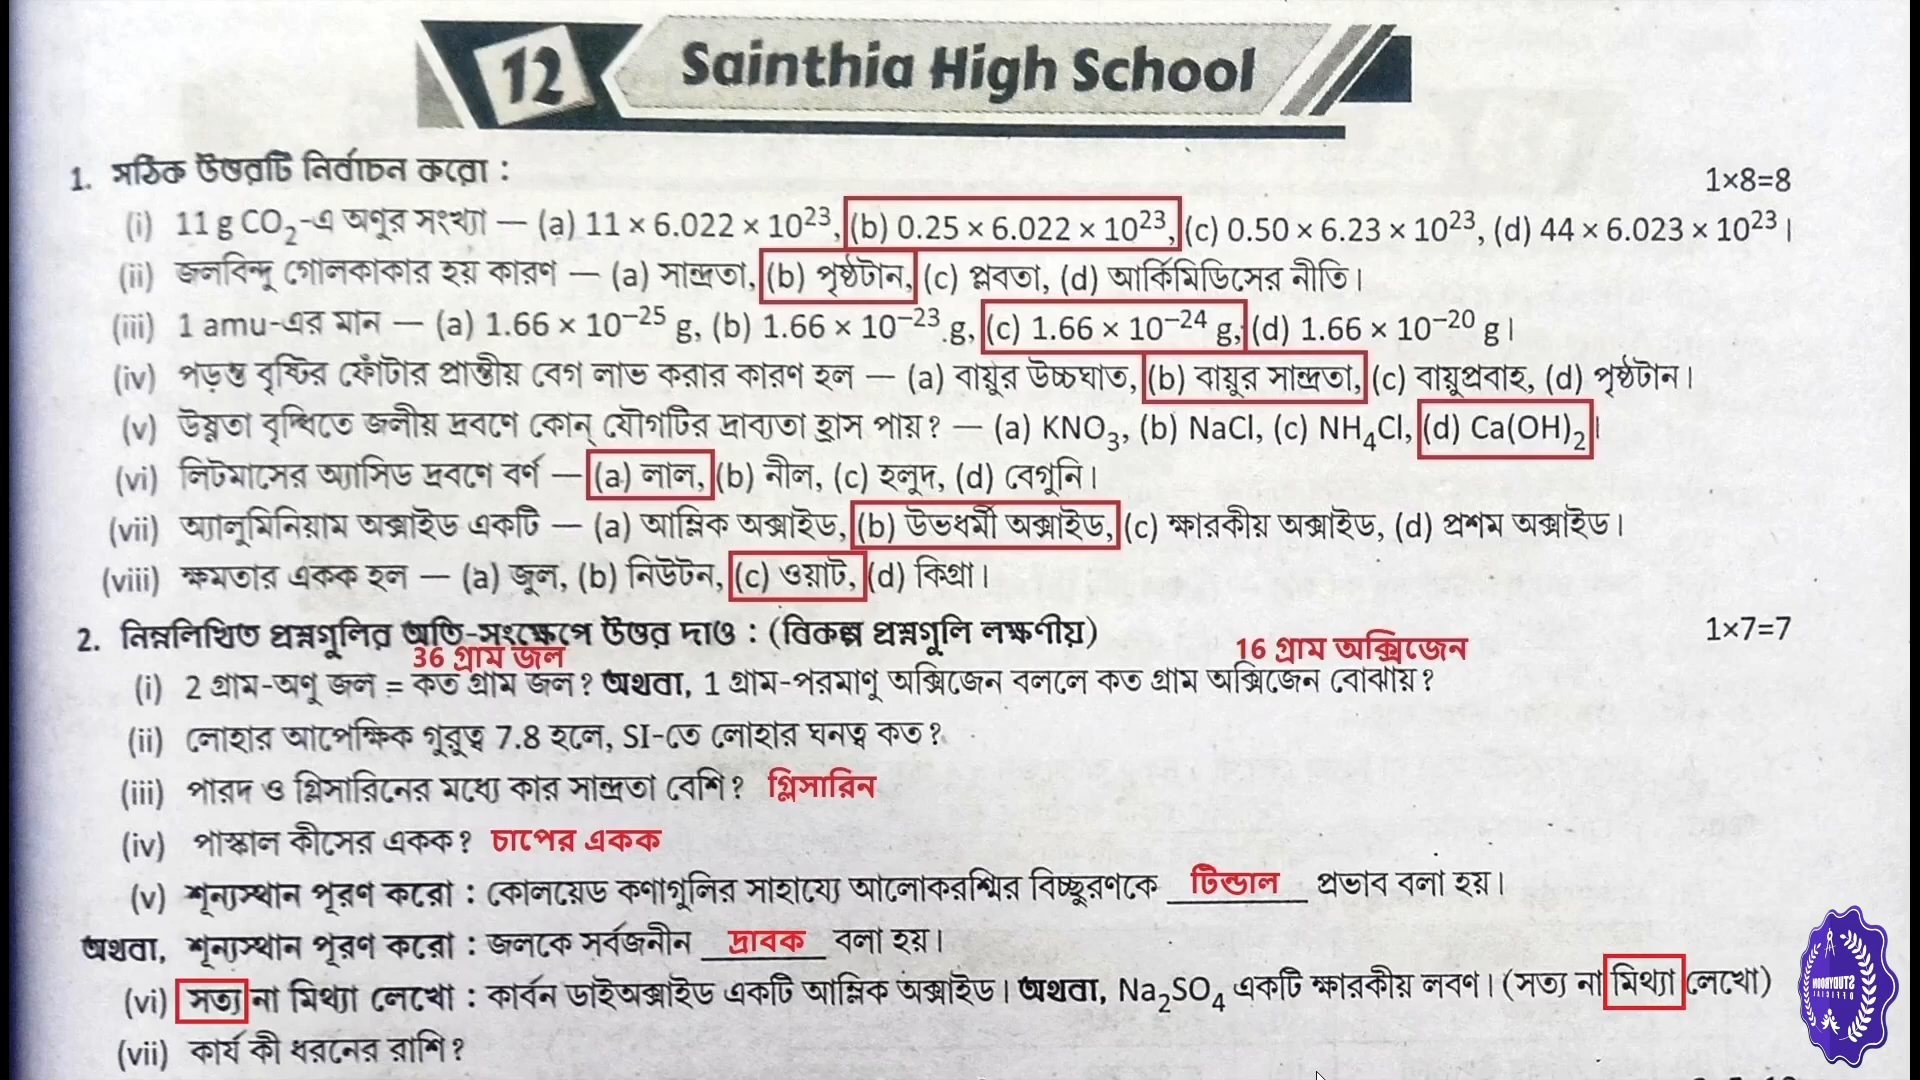 12 Sainthia High School
1. সঠিক উত্তরটি নির্বাচন করো : 1×8=8
(i) 11 g CO₂-এ অণুর সংখ্যা — (a) 11 × 6.022 × 10²³, (b) 0.25 × 6.022 × 10²³, (c) 0.50 × 6.23 × 10²³, (d) 44 × 6.023 × 10²³।
(ii) জলবিন্দু গোলকাকার হয় কারণ — (a) সান্দ্রতা, (b) পৃষ্ঠটান, (c) প্লবতা, (d) আর্কিমিডিসের নীতি।
(iii) 1 amu-এর মান — (a) 1.66 × 10⁻²⁵ g, (b) 1.66 × 10⁻²³ g, (c) 1.66 × 10⁻²⁴ g, (d) 1.66 × 10⁻²⁰ g।
(iv) পড়ন্ত বৃষ্টির ফোঁটার প্রান্তীয় বেগ লাভ করার কারণ হল — (a) বায়ুর উচ্চঘাত, (b) বায়ুর সান্দ্রতা, (c) বায়ুপ্রবাহ, (d) পৃষ্ঠটান।
(v) উষ্ণতা বৃদ্ধিতে জলীয় দ্রবণে কোন্ যৌগটির দ্রাব্যতা হ্রাস পায়? — (a) KNO₃, (b) NaCl, (c) NH₄Cl, (d) Ca(OH)₂।
(vi) লিটমাসের অ্যাসিড দ্রবণে বর্ণ — (a) লাল, (b) নীল, (c) হলুদ, (d) বেগুনি।
(vii) অ্যালুমিনিয়াম অক্সাইড একটি — (a) আম্লিক অক্সাইড, (b) উভধর্মী অক্সাইড, (c) ক্ষারকীয় অক্সাইড, (d) প্রশম অক্সাইড।
(viii) ক্ষমতার একক হল — (a) জুল, (b) নিউটন, (c) ওয়াট, (d) কিগ্রা।
2. নিম্নলিখিত প্রশ্নগুলির অতি-সংক্ষেপে উত্তর দাও : (বিকল্প প্রশ্নগুলি লক্ষণীয়) 1×7=7
36 গ্রাম জল 16 গ্রাম অক্সিজেন
(i) 2 গ্রাম-অণু জল = কত গ্রাম জল? অথবা, 1 গ্রাম-পরমাণু অক্সিজেন বললে কত গ্রাম অক্সিজেন বোঝায়?
(ii) লোহার আপেক্ষিক গুরুত্ব 7.8 হলে, SI-তে লোহার ঘনত্ব কত?
(iii) পারদ ও গ্লিসারিনের মধ্যে কার সান্দ্রতা বেশি? গ্লিসারিন
(iv) পাস্কাল কীসের একক? চাপের একক
(v) শূন্যস্থান পূরণ করো : কোলয়েড কণাগুলির সাহায্যে আলোকরশ্মির বিচ্ছুরণকে টিন্ডাল প্রভাব বলা হয়।
অথবা, শূন্যস্থান পূরণ করো : জলকে সর্বজনীন দ্রাবক বলা হয়।
(vi) সত্য না মিথ্যা লেখো : কার্বন ডাইঅক্সাইড একটি আম্লিক অক্সাইড। অথবা, Na₂SO₄ একটি ক্ষারকীয় লবণ। (সত্য না মিথ্যা লেখো)
(vii) কার্য কী ধরনের রাশি?